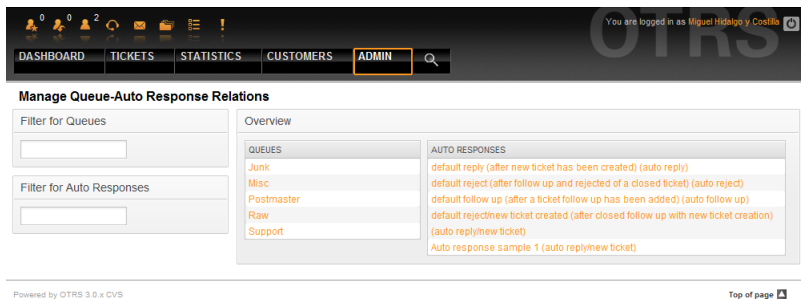 0 0 2
You are logged in as Miguel Hidalgo y Costilla
OTRS
DASHBOARD TICKETS STATISTICS CUSTOMERS ADMIN
Manage Queue-Auto Response Relations
Filter for Queues
Filter for Auto Responses
Overview
QUEUES
Junk
Misc
Postmaster
Raw
Support
AUTO RESPONSES
default reply (after new ticket has been created) (auto reply)
default reject (after follow up and rejected of a closed ticket) (auto reject)
default follow up (after a ticket follow up has been added) (auto follow up)
default reject/new ticket created (after closed follow up with new ticket creation)
(auto reply/new ticket)
Auto response sample 1 (auto reply/new ticket)
Powered by OTRS 3.0.x CVS
Top of page